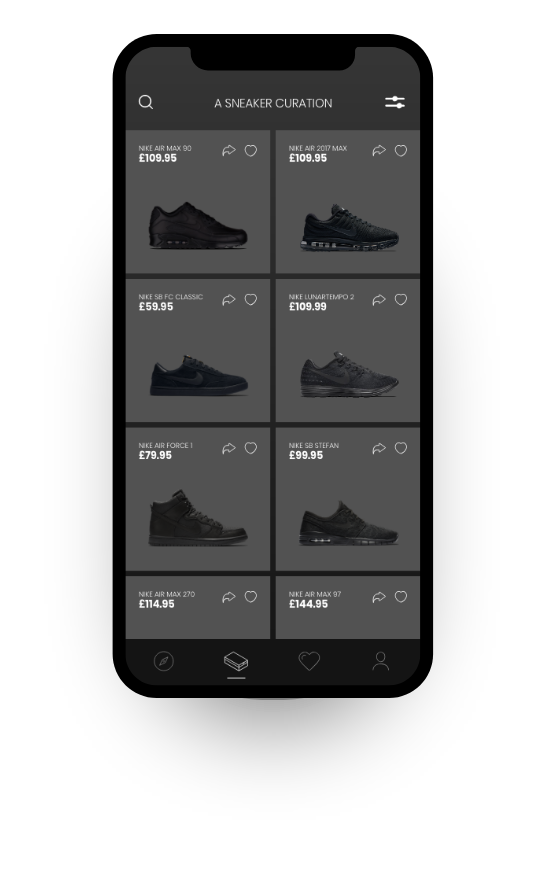 A SNEAKER CURATION
NIKE AIR MAX 90
£109.95
NIKE AIR 2017 MAX
£109.95
NIKE SB FC CLASSIC
£59.95
NIKE LUNARTEMPO 2
£109.99
NIKE AIR FORCE 1
£79.95
NIKE SB STEFAN
£99.95
NIKE AIR MAX 270
£114.95
NIKE AIR MAX 97
£144.95